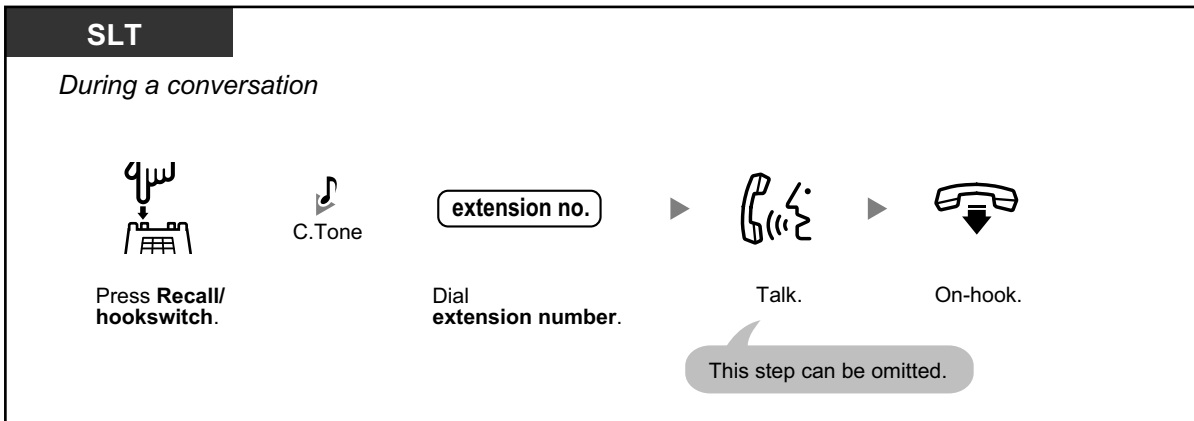 SLT
During a conversation
C.Tone
extension no.
Press Recall/
hookswitch.
Dial
extension number.
Talk.
On-hook.
This step can be omitted.